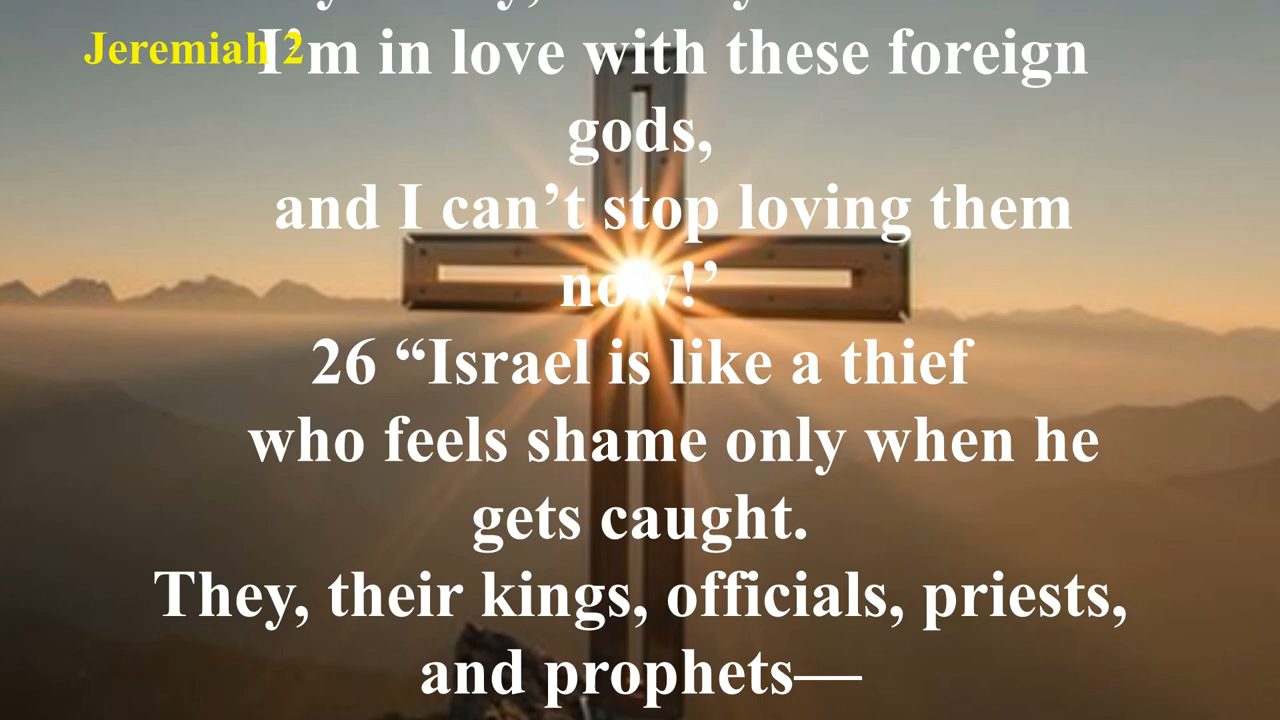 Jeremiah 2
I’m in love with these foreign
gods,
and I can’t stop loving them
now!’
26 “Israel is like a thief
who feels shame only when he
gets caught.
They, their kings, officials, priests,
and prophets—